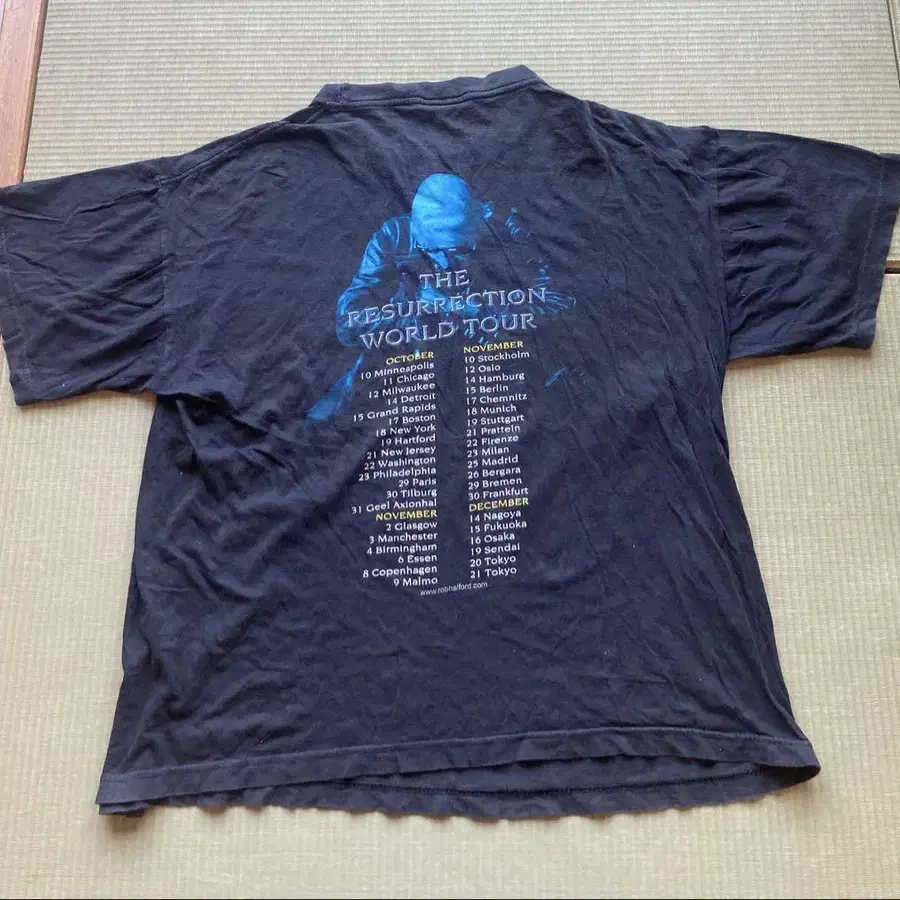 THE
RESURRECTION
WORLD TOUR
OCTOBER
10 Minneapolis
11 Chicago
12 Milwaukee
14 Detroit
15 Grand Rapids
17 Boston
18 New York
19 Hartford
21 New Jersey
22 Washington
23 Philadelphia
29 Paris
30 Tilburg
31 Geel Axionhal
NOVEMBER
2 Glasgow
3 Manchester
4 Birmingham
6 Essen
8 Copenhagen
9 Malmo
NOVEMBER
10 Stockholm
12 Oslo
14 Hamburg
15 Berlin
17 Chemnitz
18 Munich
19 Stuttgart
21 Pratteln
22 Firenze
23 Milan
25 Madrid
26 Bergara
29 Bremen
30 Frankfurt
DECEMBER
14 Nagoya
15 Fukuoka
16 Osaka
19 Sendai
20 Tokyo
21 Tokyo
www.robhalford.com